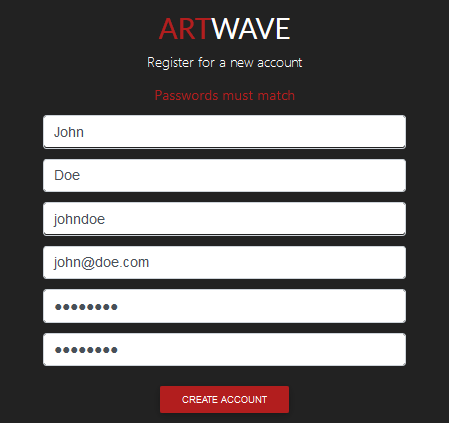 ARTWAVE
Register for a new account
Passwords must match
John
Doe
johndoe
john@doe.com
●●●●●●●●
●●●●●●●●
CREATE ACCOUNT